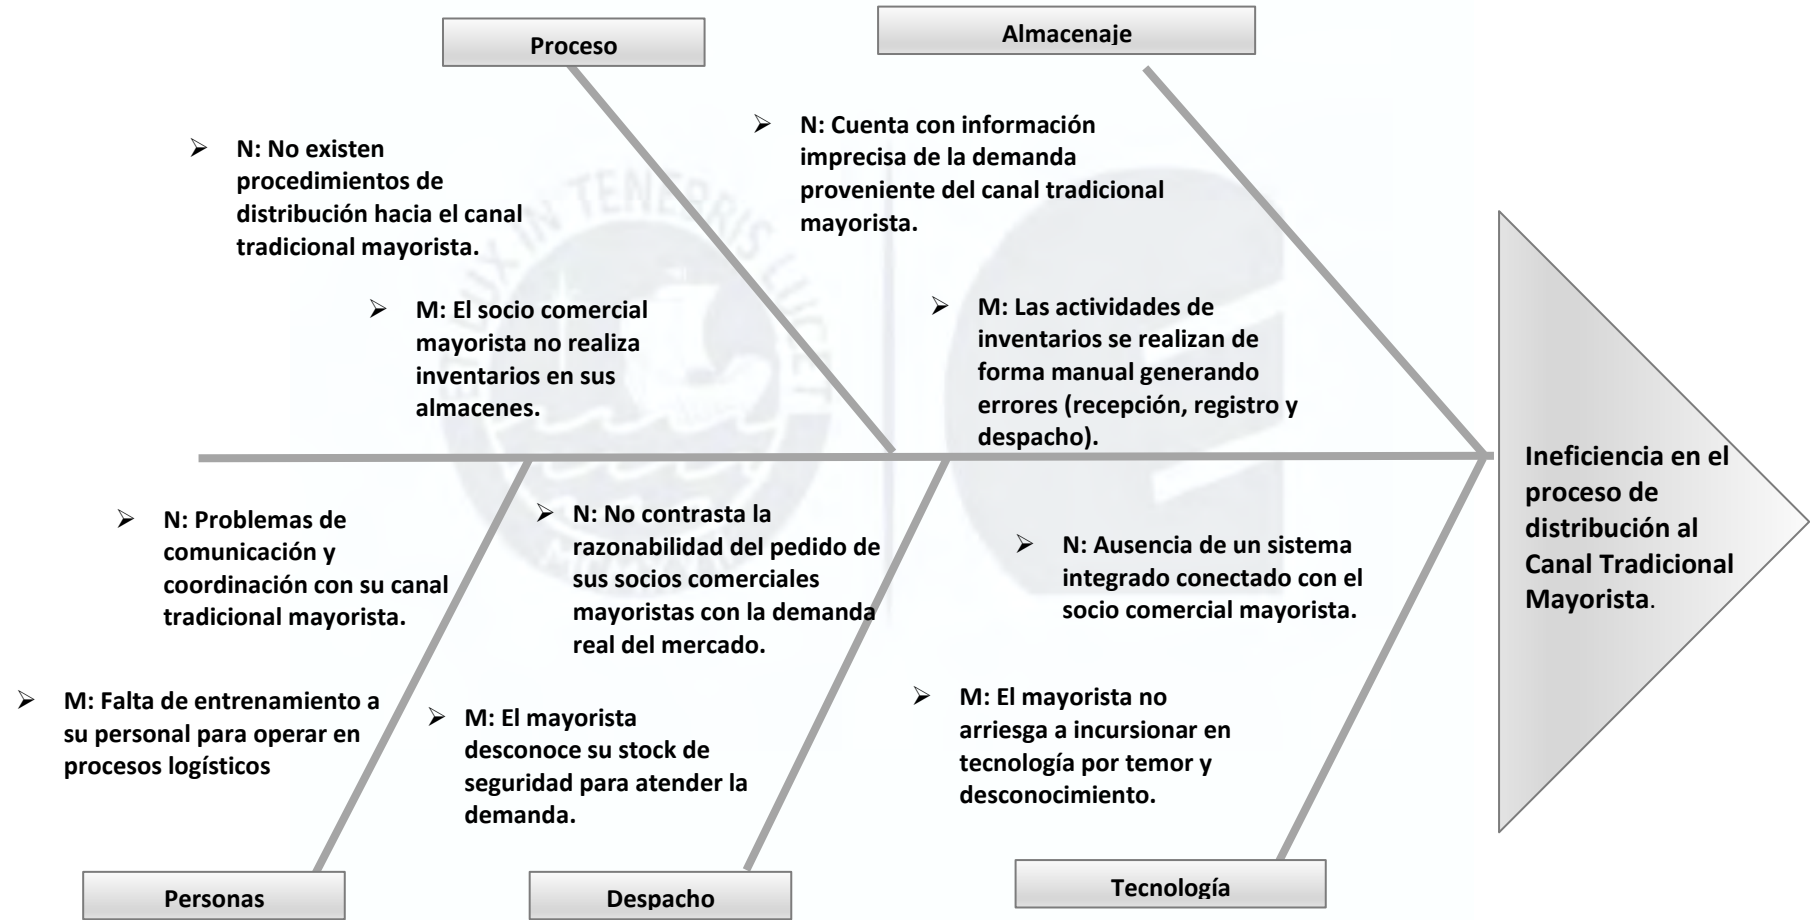 Proceso
Almacenaje
N: No existen
procedimientos de
distribución hacia el canal
tradicional mayorista.
N: Cuenta con información
imprecisa de la demanda
proveniente del canal tradicional
mayorista.
M: El socio comercial
mayorista no realiza
inventarios en sus
almacenes.
M: Las actividades de
inventarios se realizan de
forma manual generando
errores (recepción, registro y
despacho).
Ineficiencia en el
proceso de
distribución al
Canal Tradicional
Mayorista.
N: Problemas de
comunicación y
coordinación con su canal
tradicional mayorista.
N: No contrasta la
razonabilidad del pedido de
sus socios comerciales
mayoristas con la demanda
real del mercado.
N: Ausencia de un sistema
integrado conectado con el
socio comercial mayorista.
M: Falta de entrenamiento a
su personal para operar en
procesos logísticos
M: El mayorista
desconoce su stock de
seguridad para atender la
demanda.
M: El mayorista no
arriesga a incursionar en
tecnología por temor y
desconocimiento.
Personas
Despacho
Tecnología
TENEBRIS